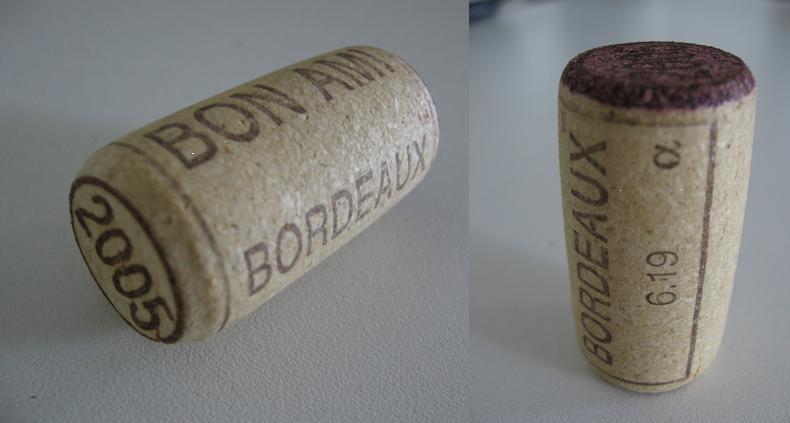 BON AMI
BORDEAUX
2005
BORDEAUX
6.19 α